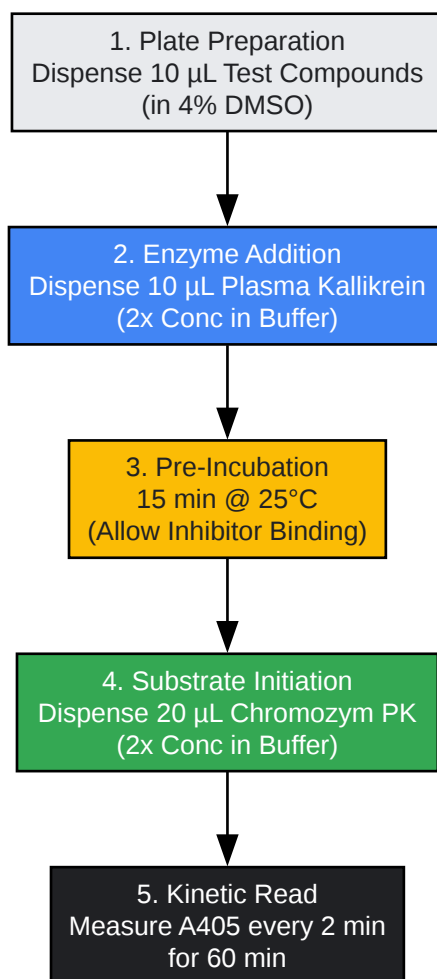 1. Plate Preparation
Dispense 10 µL Test Compounds
(in 4% DMSO)
2. Enzyme Addition
Dispense 10 µL Plasma Kallikrein
(2x Conc in Buffer)
3. Pre-Incubation
15 min @ 25°C
(Allow Inhibitor Binding)
4. Substrate Initiation
Dispense 20 µL Chromozym PK
(2x Conc in Buffer)
5. Kinetic Read
Measure A405 every 2 min
for 60 min